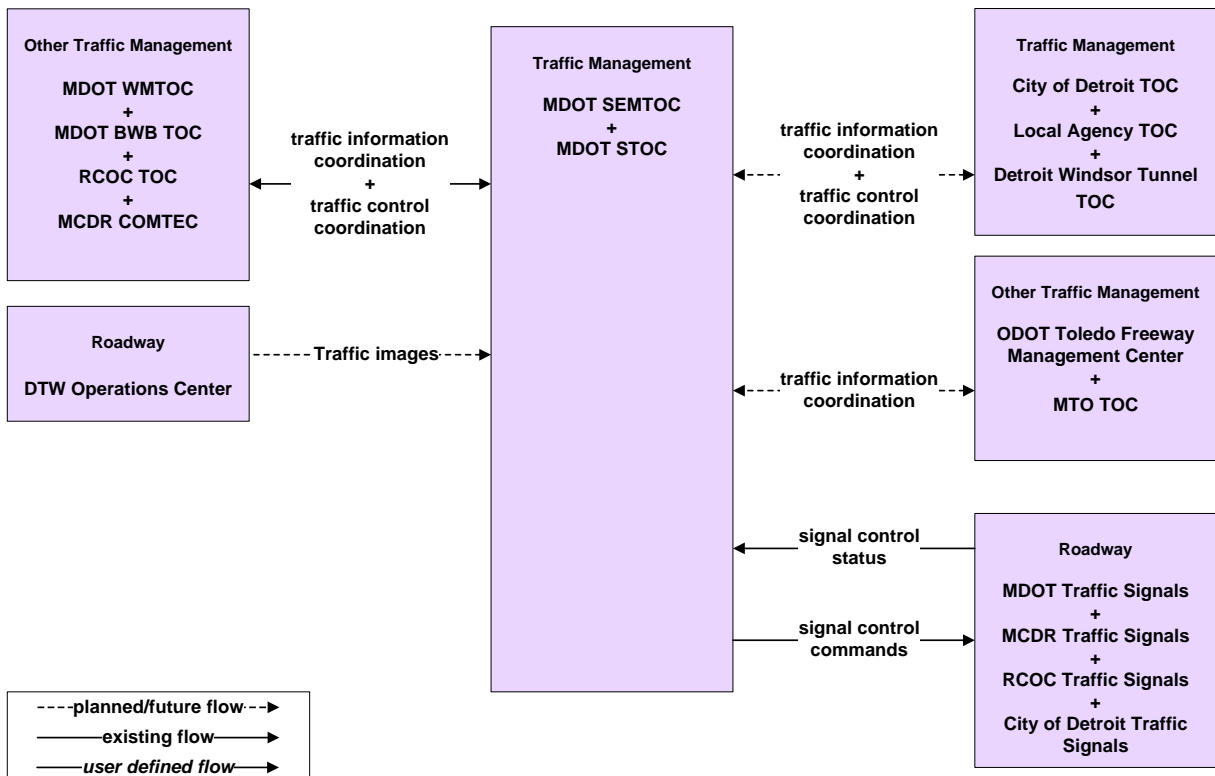 Other Traffic Management
MDOT WMTOC
+
MDOT BWB TOC
+
RCOC TOC
+
MCDR COMTEC
traffic information
coordination
+
traffic control
coordination
Traffic Management
MDOT SEMTOC
+
MDOT STOC
traffic information
coordination
+
traffic control
coordination
Traffic Management
City of Detroit TOC
+
Local Agency TOC
+
Detroit Windsor Tunnel
TOC
Roadway
DTW Operations Center
Traffic images
traffic information
coordination
Other Traffic Management
ODOT Toledo Freeway
Management Center
+
MTO TOC
signal control
status
signal control
commands
Roadway
MDOT Traffic Signals
+
MCDR Traffic Signals
+
RCOC Traffic Signals
+
City of Detroit Traffic
Signals
planned/future flow
existing flow
user defined flow